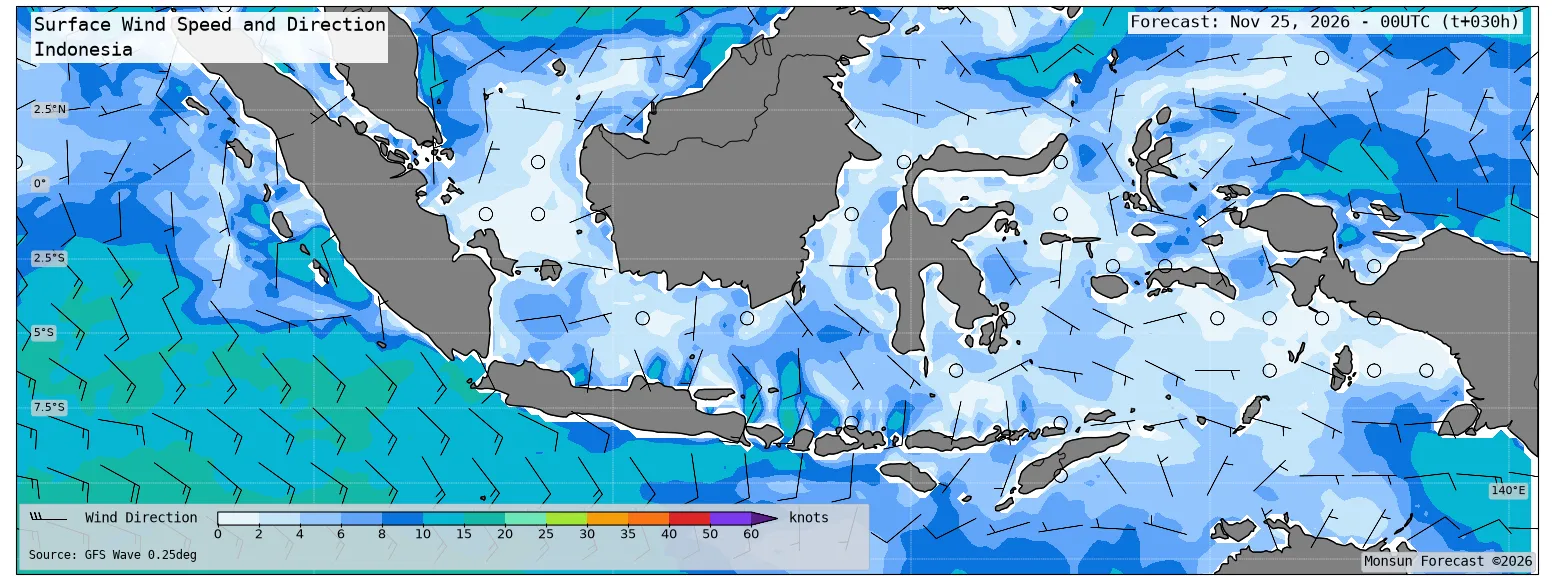 Surface Wind Speed and Direction
Indonesia
Forecast: Nov 25, 2026 - 00UTC (t+030h)
2.5°N
0°
2.5°S
5°S
7.5°S
140°E
Wind Direction
0 2 4 6 8 10 15 20 25 30 35 40 50 60
knots
Source: GFS Wave 0.25deg
Monsun Forecast ©2026